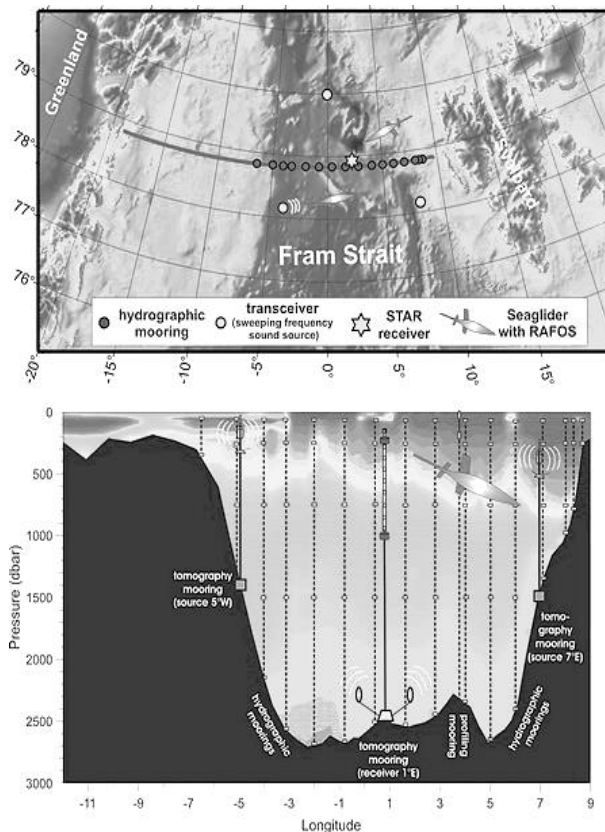 Greenland
79°
78°
77°
76°
Svalbard
Fram Strait
hydrographic
mooring
transceiver
(sweeping frequency
sound source)
STAR
receiver
Seaglider
with RAFOS
-20°
-15°
-10°
-5°
0°
5°
10°
15°
0
500
1000
1500
2000
2500
3000
Pressure (dbar)
tomography
mooring
(source 5°W)
tomo-
graphy
mooring
(source 7°E)
hydrographic
moorings
tomography
mooring
(receiver 1°E)
profiling
mooring
hydrographic
moorings
-11
-9
-7
-5
-3
-1
1
3
5
7
9
Longitude